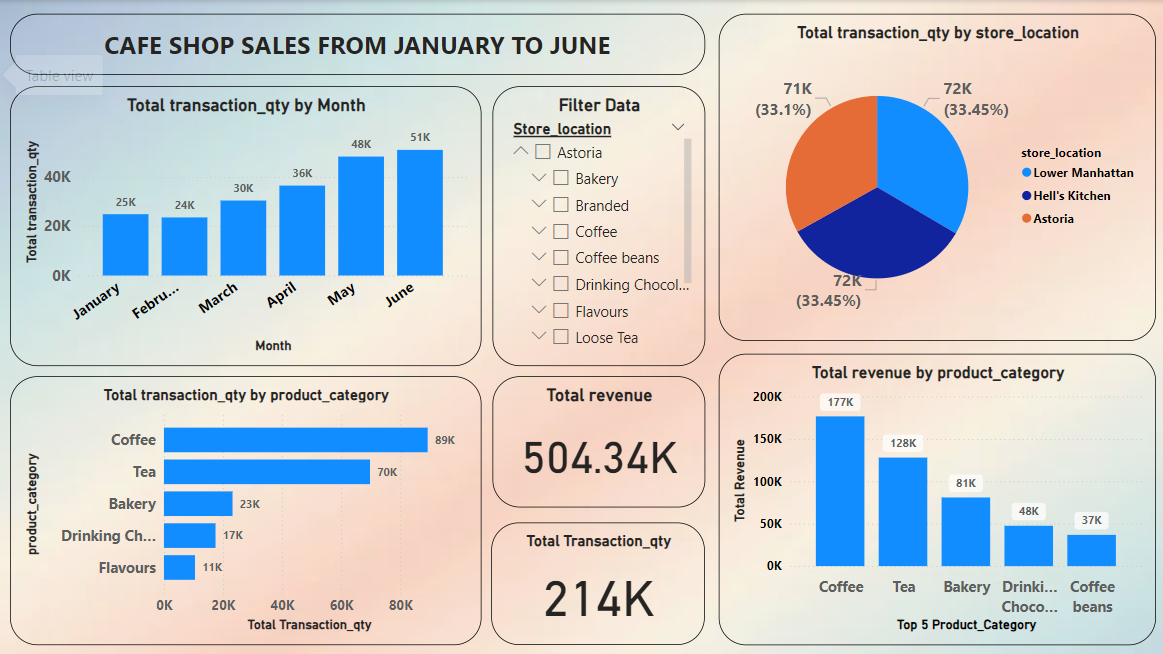 CAFE SHOP SALES FROM JANUARY TO JUNE
Table view
Total transaction_qty by Month
Total transaction_qty
40K
20K
0K
25K
24K
30K
36K
48K
51K
January
Febru...
March
April
May
June
Month
Filter Data
Store_location
Astoria
Bakery
Branded
Coffee
Coffee beans
Drinking Chocol...
Flavours
Loose Tea
Total transaction_qty by store_location
71K
(33.1%)
72K
(33.45%)
72K
(33.45%)
store_location
Lower Manhattan
Hell's Kitchen
Astoria
Total transaction_qty by product_category
product_category
Coffee
89K
Tea
70K
Bakery
23K
Drinking Ch...
17K
Flavours
11K
0K
20K
40K
60K
80K
Total Transaction_qty
Total revenue
504.34K
Total Transaction_qty
214K
Total revenue by product_category
Total Revenue
200K
150K
100K
50K
0K
177K
128K
81K
48K
37K
Coffee
Tea
Bakery
Drinki...
Choco...
Coffee
beans
Top 5 Product_Category